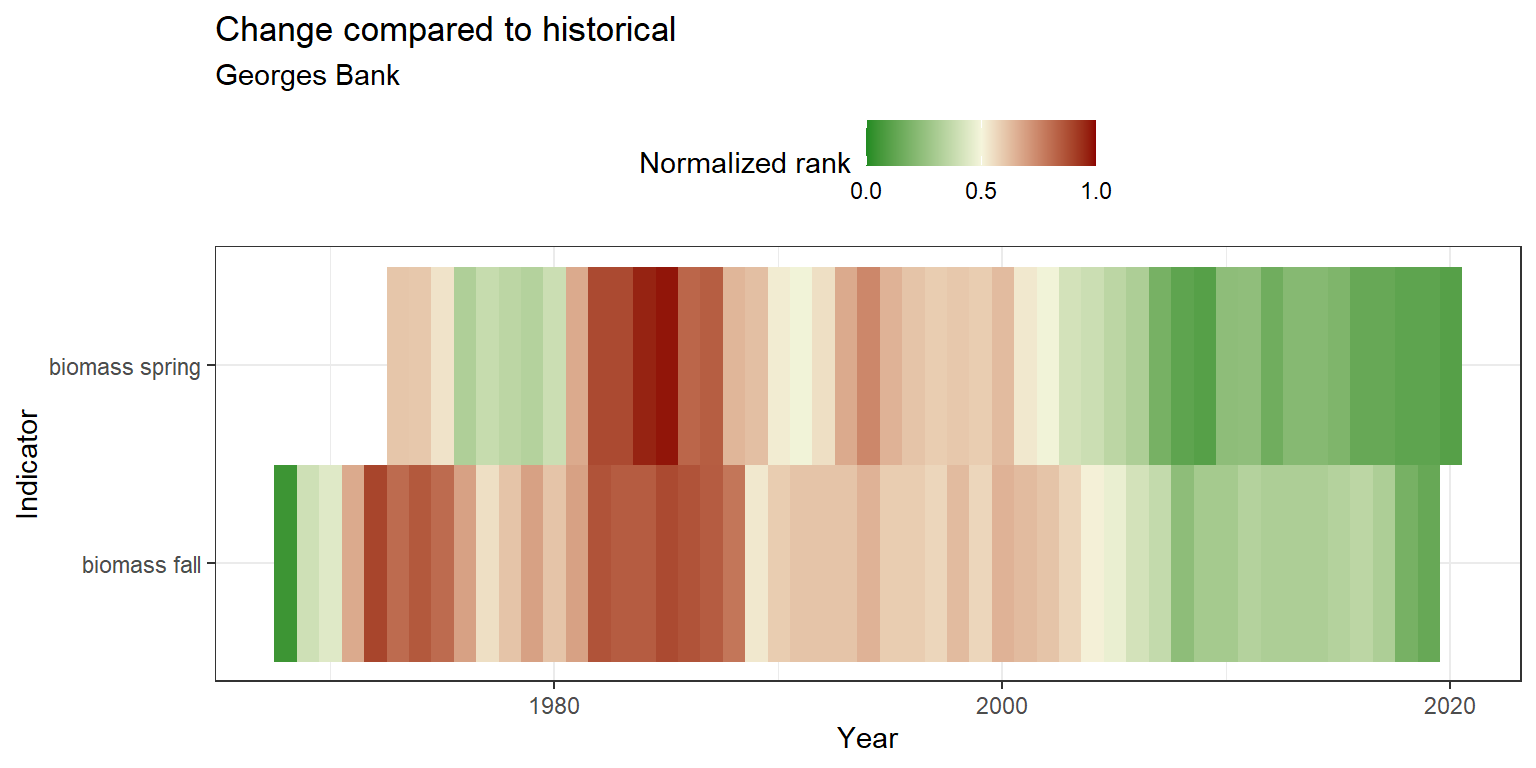 Change compared to historical
Georges Bank
Normalized rank
0.0 0.5 1.0
biomass spring
biomass fall
Indicator
1980 2000 2020
Year